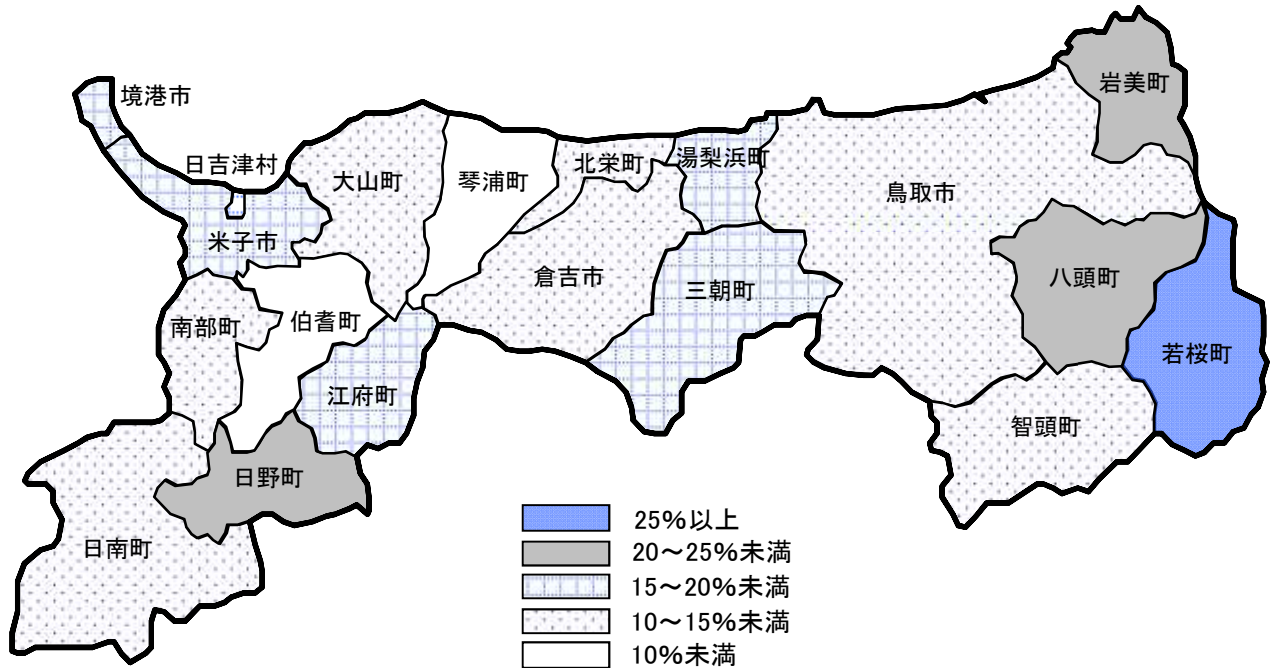 岩美町
境港市
日吉津村
大山町
琴浦町
北栄町
湯梨浜町
鳥取市
米子市
倉吉市
三朝町
八頭町
南部町
伯耆町
若桜町
江府町
智頭町
日野町
日南町
25%以上
20～25%未満
15～20%未満
10～15%未満
10%未満